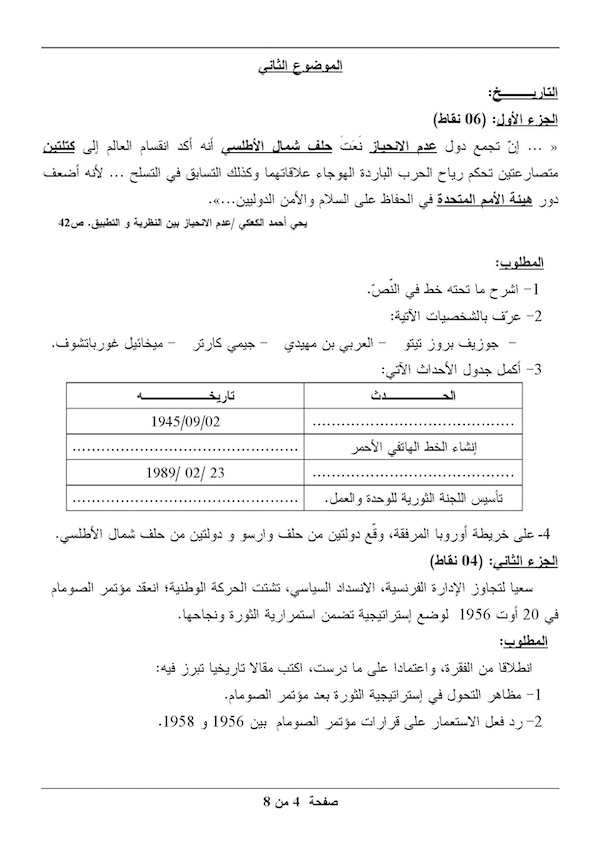 الموضوع الثاني
التاريـــــــــخ:
الجزء الأول: (06 نقاط)
« ... إنّ تجمع دول عدم الانحياز نَعَتَ حلف شمال الأطلسي أنه أكد انقسام العالم إلى كتلتين
متصارعتين تحكم رياح الحرب الباردة الهوجاء علاقاتهما وكذلك التسابق في التسلح ... لأنه أضعف
دور هيئة الأمم المتحدة في الحفاظ على السلام والأمن الدوليين...».
يحي أحمد الكعكي /عدم الانحياز بين النظرية و التطبيق. ص42
المطلوب:
1- اشرح ما تحته خط في النّصّ.
2- عرّف بالشخصيات الآتية:
- جوزيف بروز تيتو - العربي بن مهيدي - جيمي كارتر - ميخائيل غورباتشوف.
3- أكمل جدول الأحداث الآتي:
الحـــــــــدث تاريخـــــــــــــه
........................................... 1945/09/02
إنشاء الخط الهاتفي الأحمر ...............................................
........................................... 1989/ 02/ 23
تأسيس اللجنة الثورية للوحدة والعمل. ...............................................
4- على خريطة أوروبا المرفقة، وقّع دولتين من حلف وارسو و دولتين من حلف شمال الأطلسي.
الجزء الثاني: (04 نقاط)
سعيا لتجاوز الإدارة الفرنسية، الانسداد السياسي، تشتت الحركة الوطنية؛ انعقد مؤتمر الصومام
في 20 أوت 1956 لوضع إستراتيجية تضمن استمرارية الثورة ونجاحها.
المطلوب:
انطلاقا من الفقرة، واعتمادا على ما درست، اكتب مقالا تاريخيا تبرز فيه:
1- مظاهر التحول في إستراتيجية الثورة بعد مؤتمر الصومام.
2- رد فعل الاستعمار على قرارات مؤتمر الصومام بين 1956 و 1958.
صفحة 4 من 8